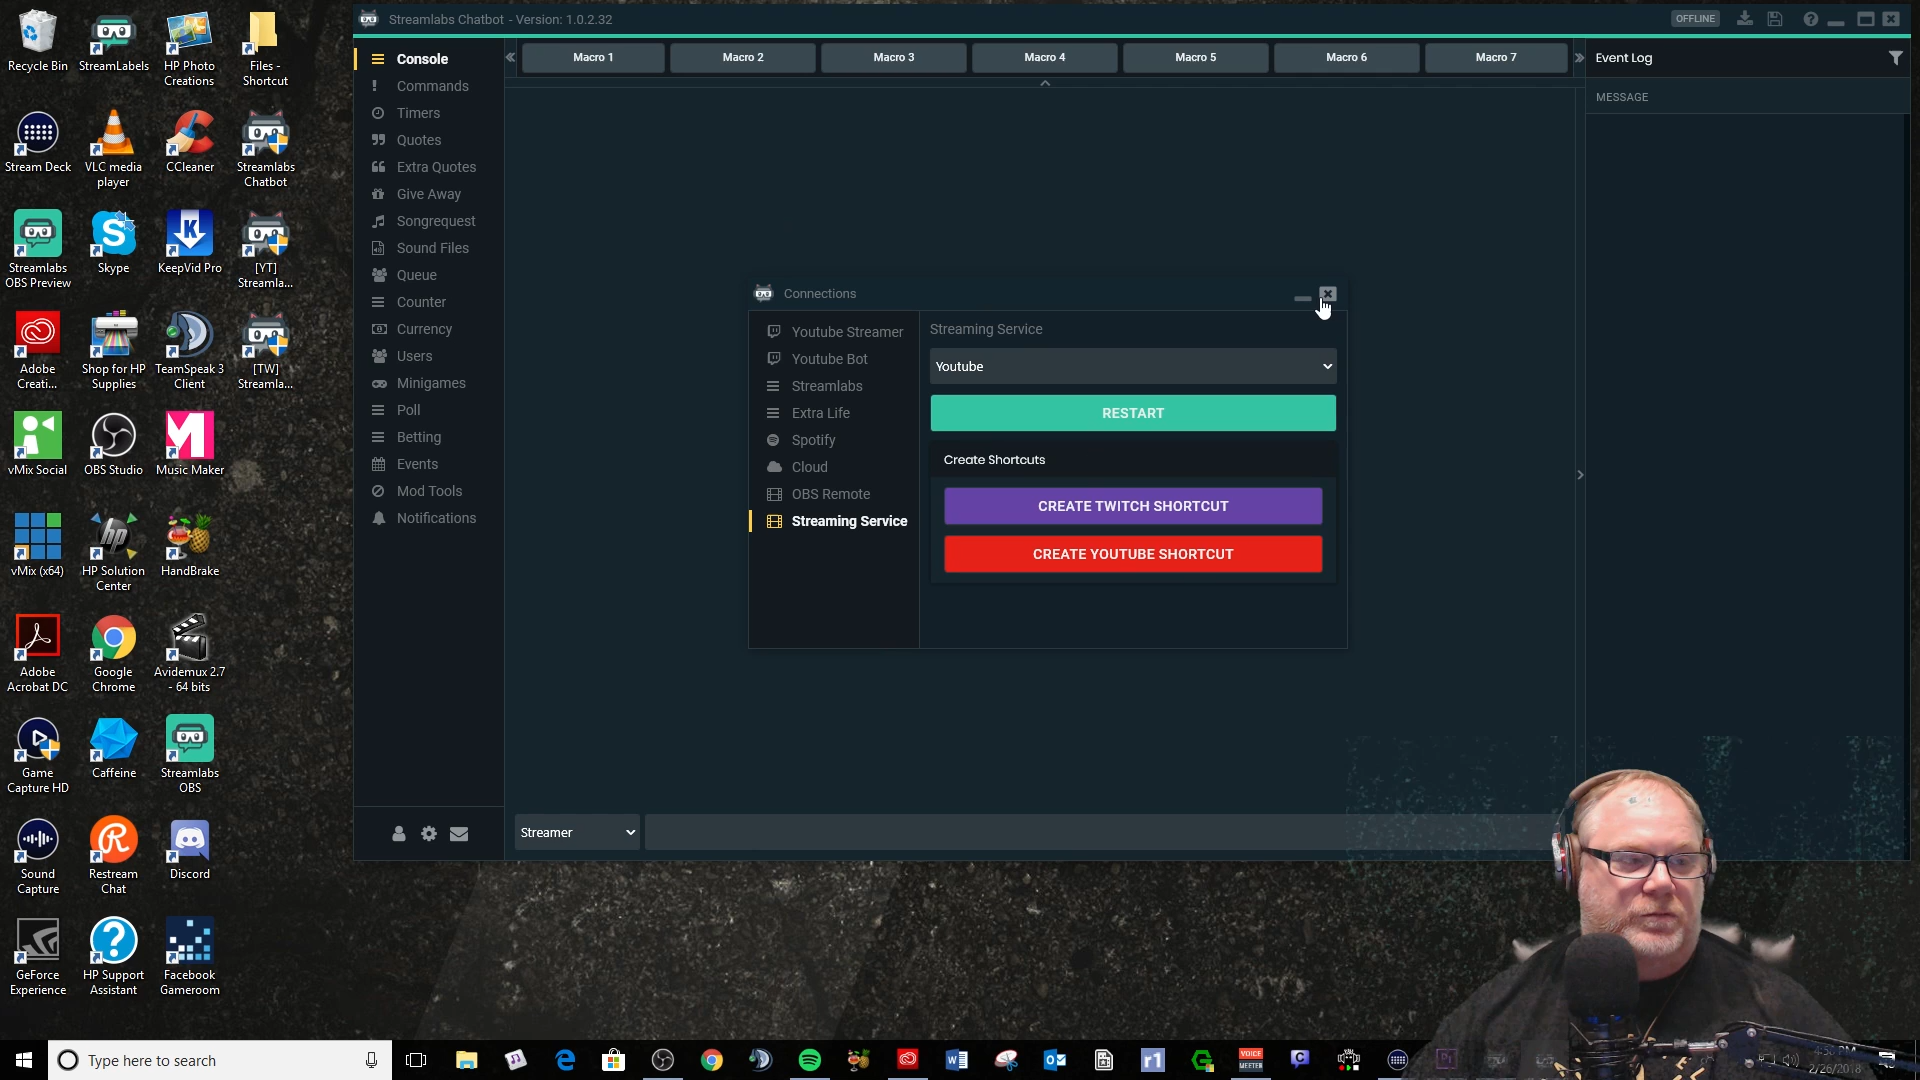 Streamlabs Chatbot - Version: 1.0.2.32
OFFLINE
Recycle Bin
StreamLabels
HP Photo
Creations
Files -
Shortcut
Stream Deck
VLC media
player
CCleaner
Streamlabs
Chatbot
Streamlabs
OBS Preview
Skype
KeepVid Pro
[YT]
Streamla...
Adobe
Creati...
Shop for HP
Supplies
TeamSpeak 3
Client
[TW]
Streamla...
vMix Social
OBS Studio
Music Maker
vMix (x64)
HP Solution
Center
HandBrake
Adobe
Acrobat DC
Google
Chrome
Avidemux 2.7
- 64 bits
Game
Capture HD
Caffeine
Streamlabs
OBS
Sound
Capture
Restream
Chat
Discord
GeForce
Experience
HP Support
Assistant
Facebook
Gameroom
Console
Commands
Timers
Quotes
Extra Quotes
Give Away
Songrequest
Sound Files
Queue
Counter
Currency
Users
Minigames
Poll
Betting
Events
Mod Tools
Notifications
Macro 1
Macro 2
Macro 3
Macro 4
Macro 5
Macro 6
Macro 7
Event Log
MESSAGE
Connections
Youtube Streamer
Youtube Bot
Streamlabs
Extra Life
Spotify
Cloud
OBS Remote
Streaming Service
Streaming Service
Youtube
RESTART
Create Shortcuts
CREATE TWITCH SHORTCUT
CREATE YOUTUBE SHORTCUT
Streamer
Type here to search
VOICE
MEETER
r1
2/26/2018